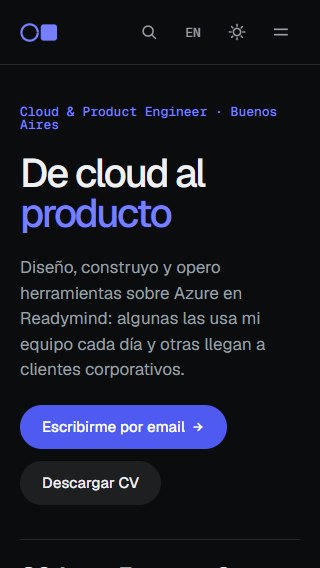 EN
Cloud & Product Engineer · Buenos
Aires
De cloud al
producto
Diseño, construyo y opero
herramientas sobre Azure en
Readymind: algunas las usa mi
equipo cada día y otras llegan a
clientes corporativos.
Escribirme por email →
Descargar CV